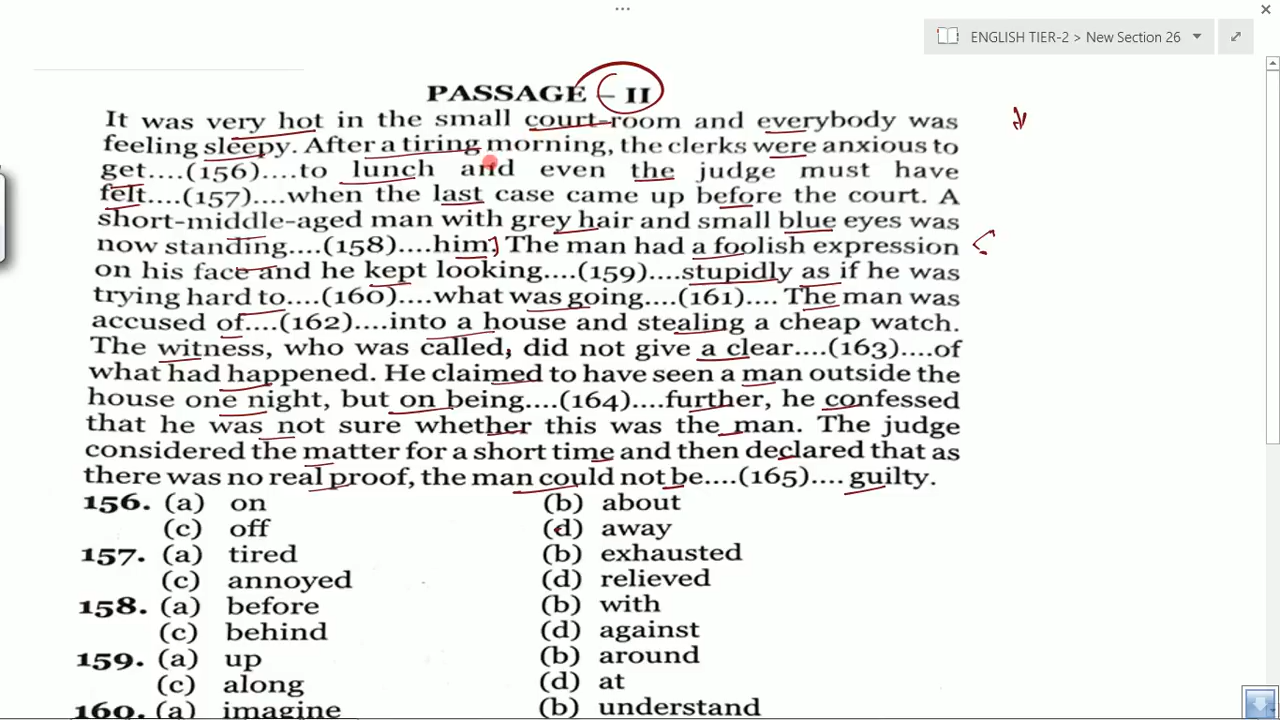 ENGLISH TIER-2 > New Section 26
PASSAGE – II
It was very hot in the small court-room and everybody was
feeling sleepy. After a tiring morning, the clerks were anxious to
get....(156)....to lunch and even the judge must have
felt....(157)....when the last case came up before the court. A
short-middle-aged man with grey hair and small blue eyes was
now standing....(158)....him. The man had a foolish expression
on his face and he kept looking....(159)....stupidly as if he was
trying hard to....(160)....what was going....(161).... The man was
accused of....(162)....into a house and stealing a cheap watch.
The witness, who was called, did not give a clear....(163)....of
what had happened. He claimed to have seen a man outside the
house one night, but on being....(164)....further, he confessed
that he was not sure whether this was the man. The judge
considered the matter for a short time and then declared that as
there was no real proof, the man could not be....(165).... guilty.
156. (a) on (b) about
(c) off (d) away
157. (a) tired (b) exhausted
(c) annoyed (d) relieved
158. (a) before (b) with
(c) behind (d) against
159. (a) up (b) around
(c) along (d) at
160. (a) imagine (b) understand